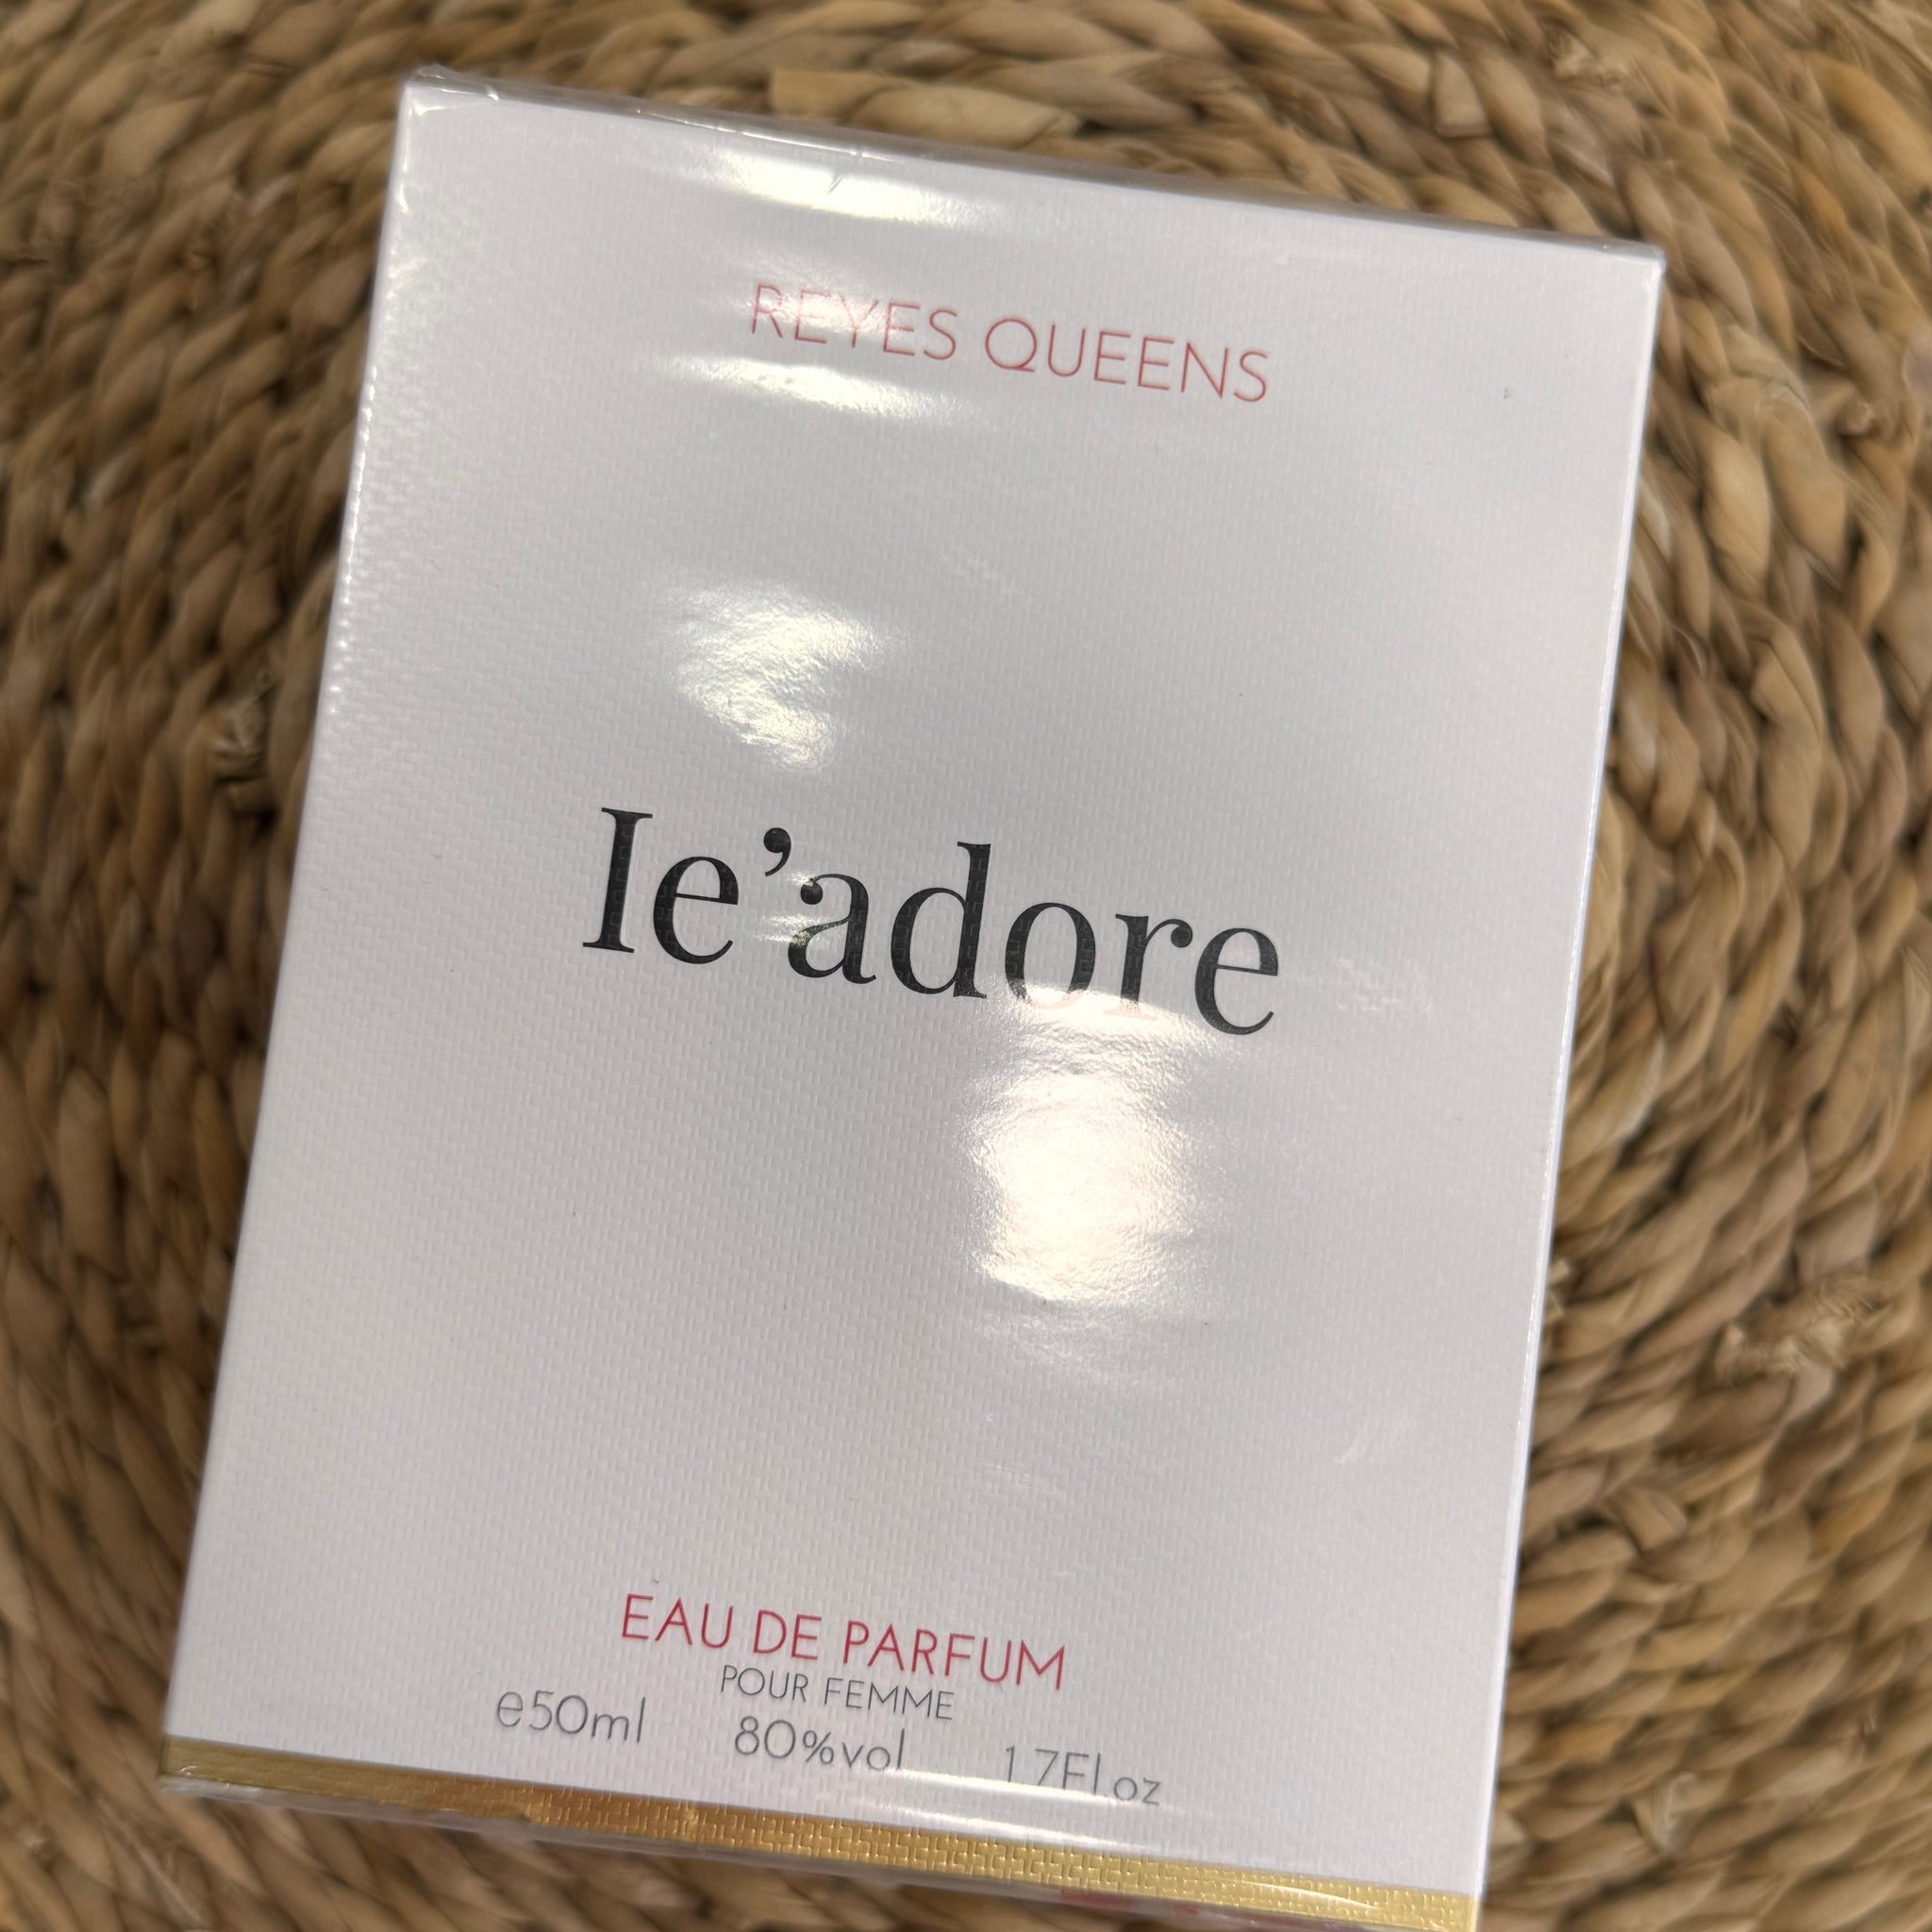 REYES QUEENS
Ie'adore
EAU DE PARFUM
POUR FEMME
e50ml 80%vol 1.7Fl.oz